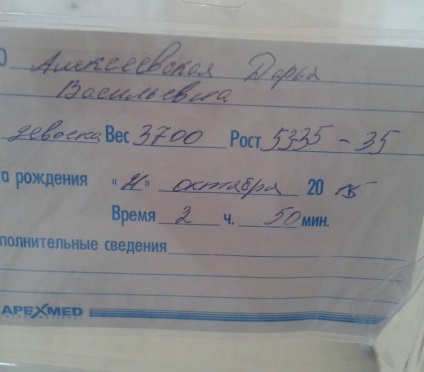 О Алексеевская Дарья
Васильевна
девочка Вес 3700 Рост 5335-35
а рождения «И» октября 20 15
Время 2 ч. 50 мин.
полнительные сведения
APEXMED